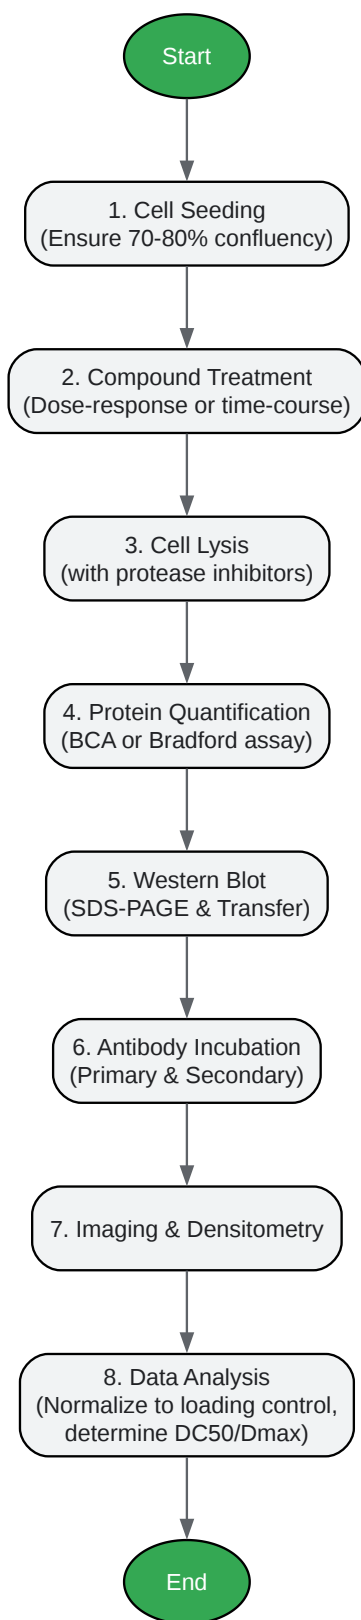 Start
1. Cell Seeding
(Ensure 70-80% confluency)
2. Compound Treatment
(Dose-response or time-course)
3. Cell Lysis
(with protease inhibitors)
4. Protein Quantification
(BCA or Bradford assay)
5. Western Blot
(SDS-PAGE & Transfer)
6. Antibody Incubation
(Primary & Secondary)
7. Imaging & Densitometry
8. Data Analysis
(Normalize to loading control,
determine DC50/Dmax)
End